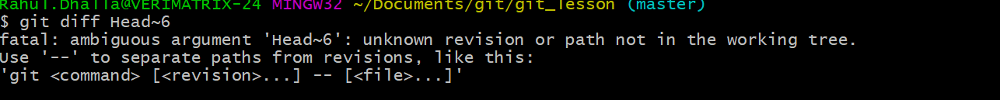 Rahul.Dhalla@VERIMATRIX-24 MINGW32 ~/Documents/git/git_lesson (master)
$ git diff Head~6
fatal: ambiguous argument 'Head~6': unknown revision or path not in the working tree.
Use '--' to separate paths from revisions, like this:
'git <command> [<revision>...] -- [<file>...]'